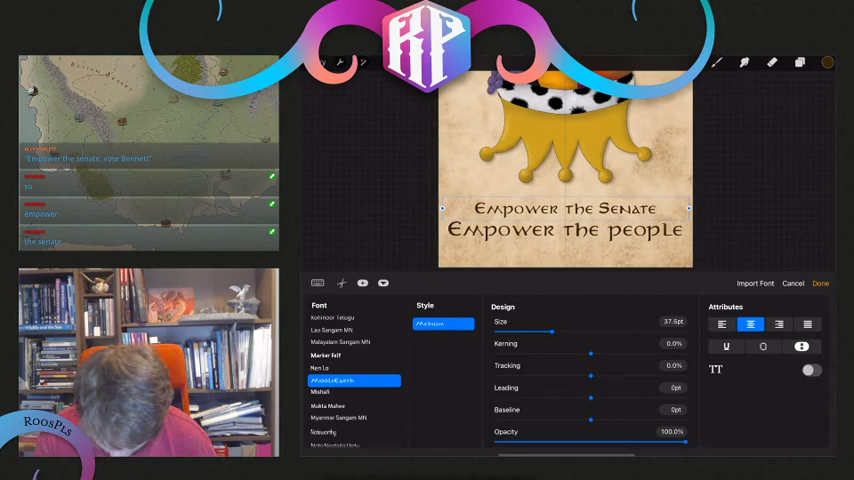 RP
"Empower the senate, vote Bennett"
so
empower
the senate
Empower the Senate
Empower the people
Import Font
Cancel
Done
Font
Kohinoor Telugu
Lao Sangam MN
Malayalam Sangam MN
Marker Felt
Menlo
MiddleEarth
Mishafi
Mukta Mahee
Myanmar Sangam MN
Noteworthy
Noto Nastaliq Urdu
Style
Medium
Design
Size
37.5pt
Kerning
0.0%
Tracking
0.0%
Leading
0pt
Baseline
0pt
Opacity
100.0%
Attributes
U
O
TT
RoosPls